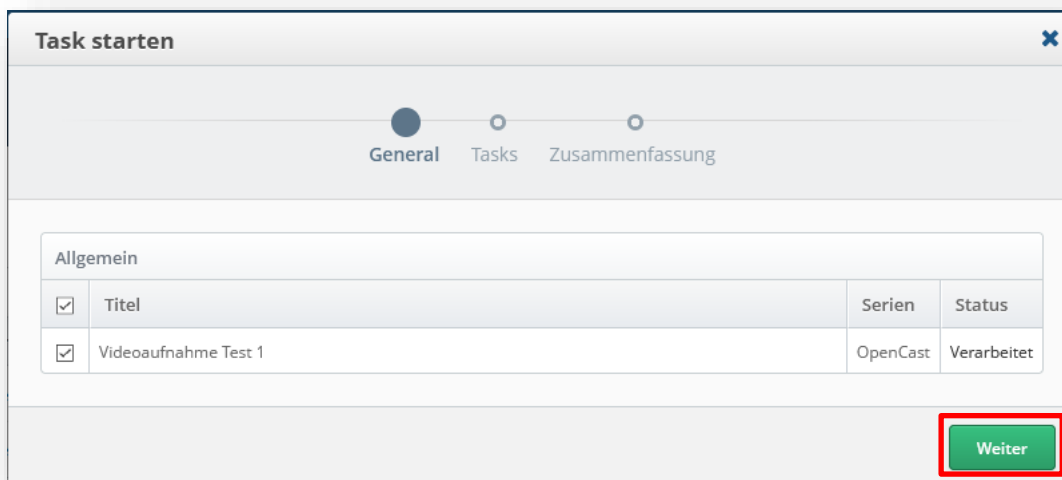 Task starten
General Tasks Zusammenfassung
Allgemein
Titel Serien Status
Videoaufnahme Test 1 OpenCast Verarbeitet
Weiter